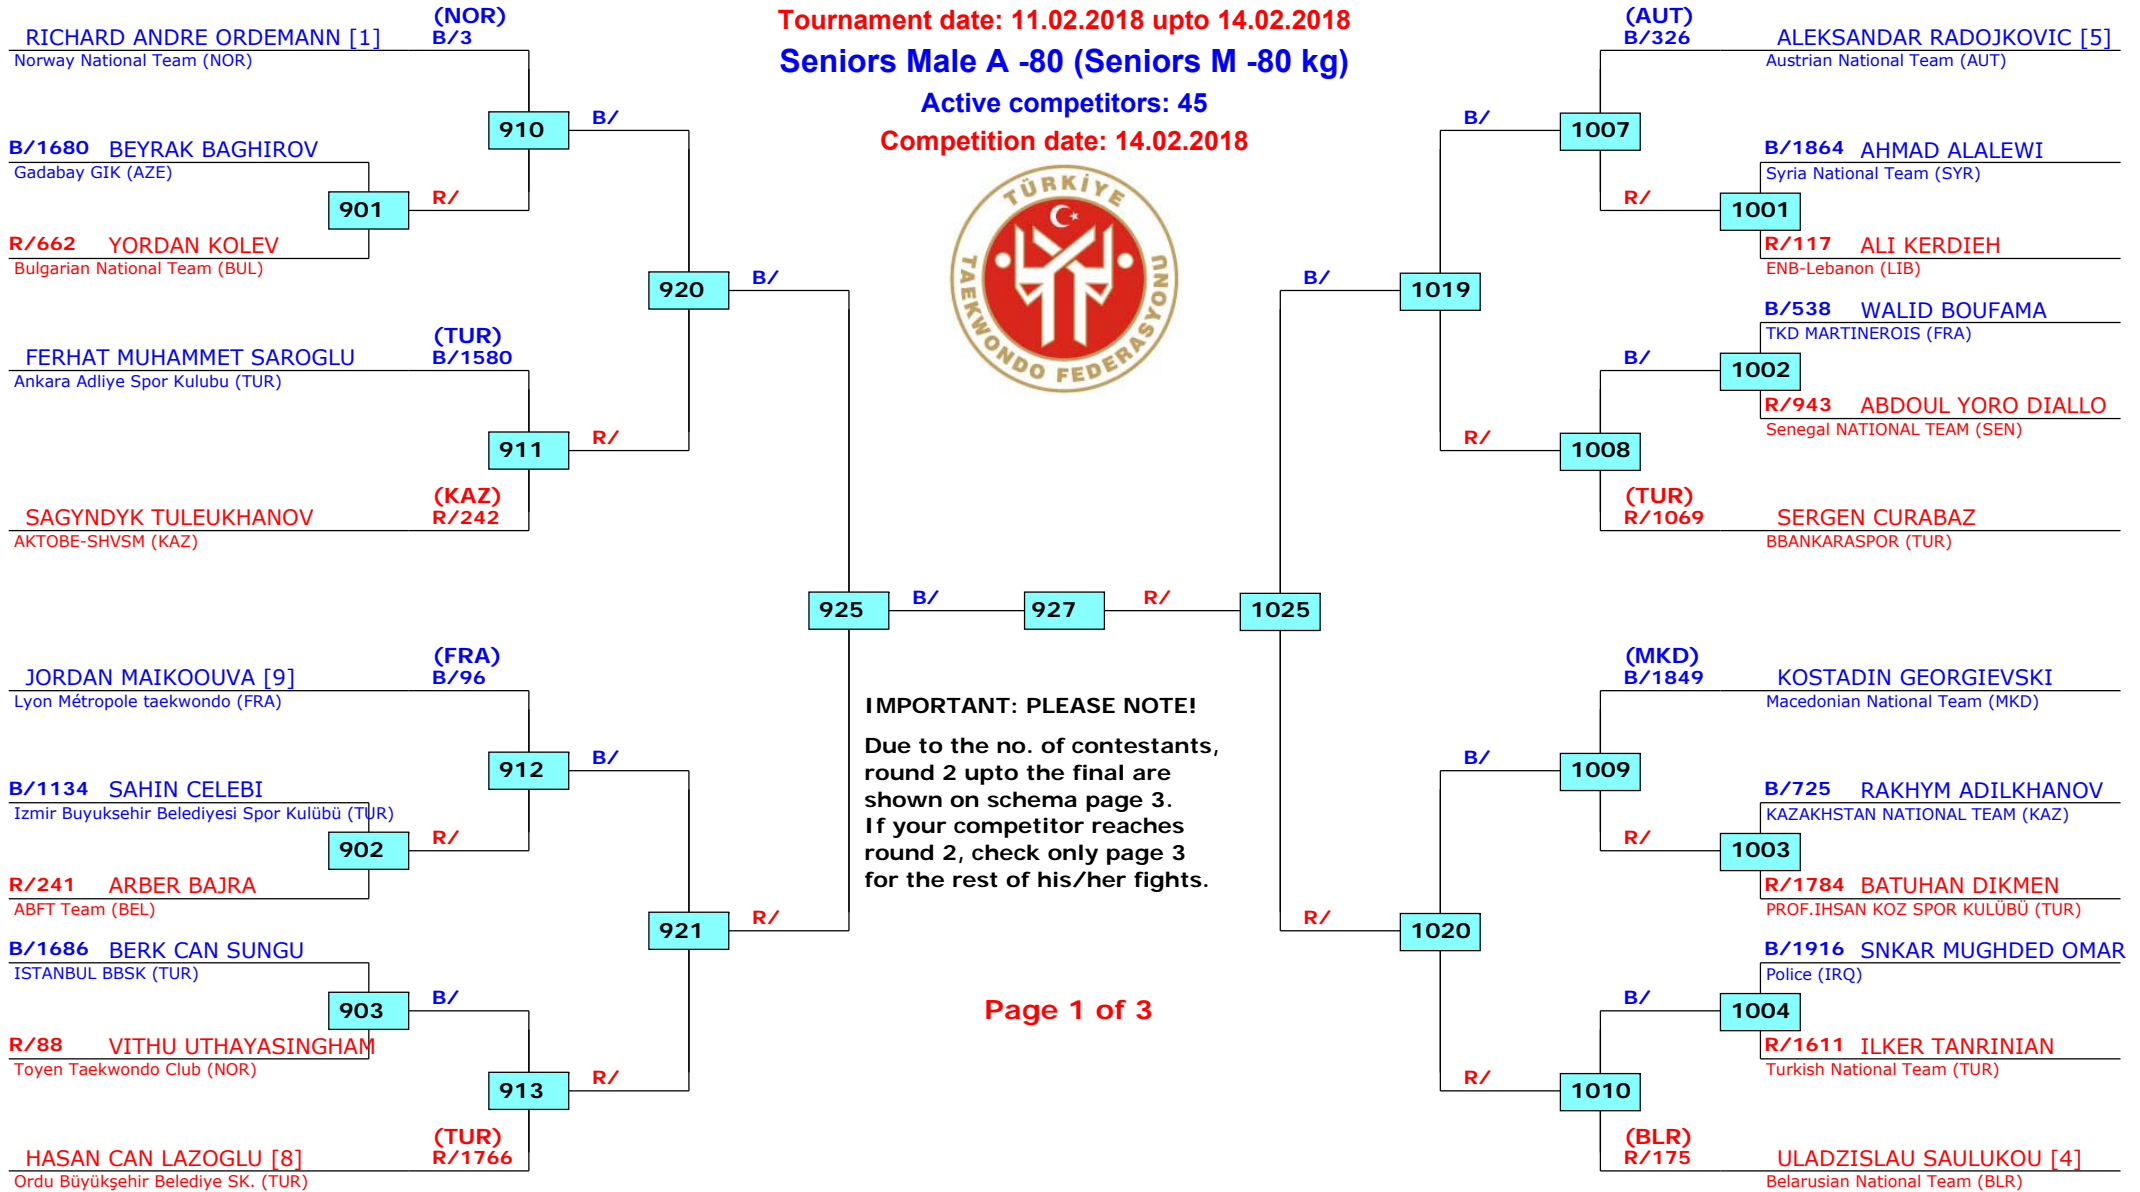 Tournament date: 11.02.2018 upto 14.02.2018
Seniors Male A -80 (Seniors M -80 kg)
Active competitors: 45
Competition date: 14.02.2018
TÜRKİYE
TAEKWONDO FEDERASYONU
(NOR)
RICHARD ANDRE ORDEMANN [1] B/3
Norway National Team (NOR)
910 B/
B/1680 BEYRAK BAGHIROV
Gadabay GIK (AZE)
901 R/
R/662 YORDAN KOLEV
Bulgarian National Team (BUL)
920 B/
(TUR)
FERHAT MUHAMMET SAROGLU B/1580
Ankara Adliye Spor Kulubu (TUR)
911 R/
(KAZ)
SAGYNDYK TULEUKHANOV R/242
AKTOBE-SHVSM (KAZ)
925 B/ 927 R/ 1025
(FRA)
JORDAN MAIKOOUVA [9] B/96
Lyon Métropole taekwondo (FRA)
912 B/
B/1134 SAHIN CELEBI
Izmir Buyuksehir Belediyesi Spor Kulübü (TUR)
902 R/
R/241 ARBER BAJRA
ABFT Team (BEL)
921 R/
B/1686 BERK CAN SUNGU
ISTANBUL BBSK (TUR)
903 B/
R/88 VITHU UTHAYASINGHAM
Toyen Taekwondo Club (NOR)
913 R/
(TUR)
HASAN CAN LAZOGLU [8] R/1766
Ordu Büyükşehir Belediye SK. (TUR)
IMPORTANT: PLEASE NOTE!
Due to the no. of contestants,
round 2 upto the final are
shown on schema page 3.
If your competitor reaches
round 2, check only page 3
for the rest of his/her fights.
Page 1 of 3
(AUT)
B/326 ALEKSANDAR RADOJKOVIC [5]
Austrian National Team (AUT)
B/ 1007
B/1864 AHMAD ALALEWI
Syria National Team (SYR)
R/ 1001
R/117 ALI KERDIEH
ENB-Lebanon (LIB)
B/ 1019
B/538 WALID BOUFAMA
TKD MARTINEROIS (FRA)
B/ 1002
R/943 ABDOUL YORO DIALLO
Senegal NATIONAL TEAM (SEN)
R/ 1008
(TUR)
R/1069 SERGEN CURABAZ
BBANKARASPOR (TUR)
(MKD)
B/1849 KOSTADIN GEORGIEVSKI
Macedonian National Team (MKD)
B/ 1009
B/725 RAKHYM ADILKHANOV
KAZAKHSTAN NATIONAL TEAM (KAZ)
R/ 1003
R/1784 BATUHAN DIKMEN
PROF.IHSAN KOZ SPOR KULÜBÜ (TUR)
R/ 1020
B/1916 SNKAR MUGHDED OMAR
Police (IRQ)
B/ 1004
R/1611 ILKER TANRINIAN
Turkish National Team (TUR)
R/ 1010
(BLR)
R/175 ULADZISLAU SAULUKOU [4]
Belarusian National Team (BLR)